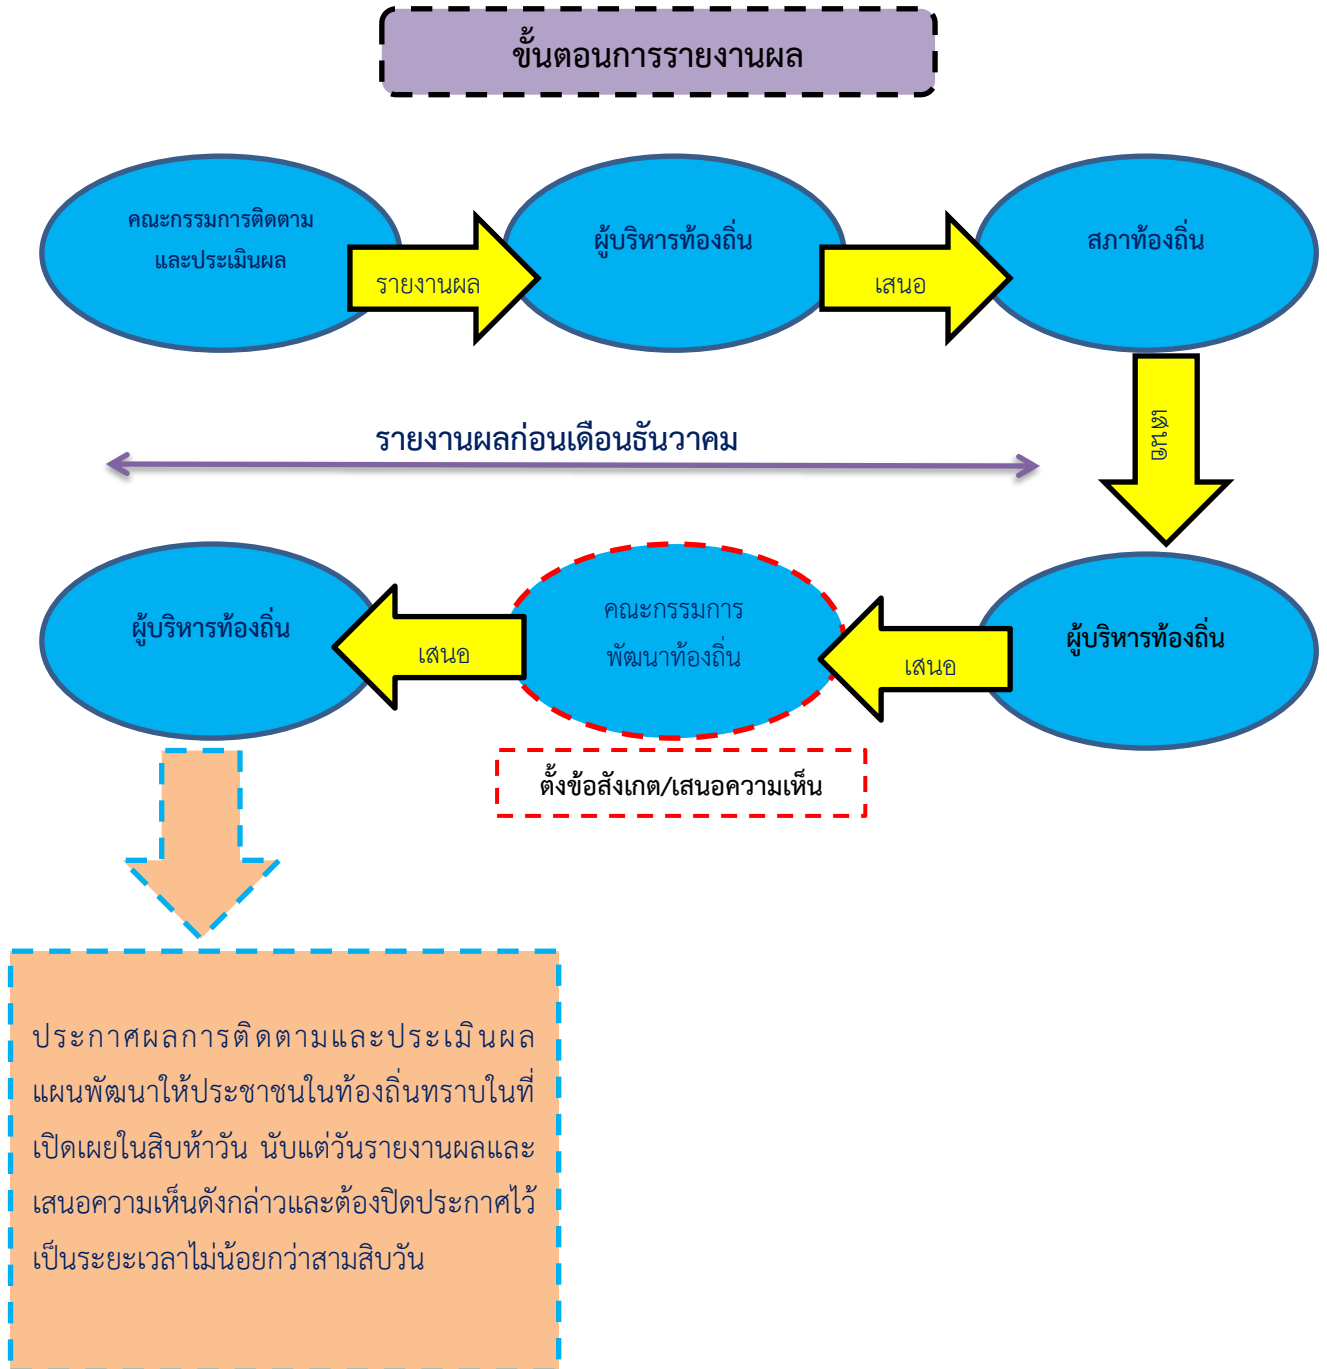 ขั้นตอนการรายงานผล
คณะกรรมการติดตาม
และประเมินผล
รายงานผล
ผู้บริหารท้องถิ่น
เสนอ
สภาท้องถิ่น
เสนอ
รายงานผลก่อนเดือนธันวาคม
ผู้บริหารท้องถิ่น
เสนอ
คณะกรรมการ
พัฒนาท้องถิ่น
ตั้งข้อสังเกต/เสนอความเห็น
เสนอ
ผู้บริหารท้องถิ่น
ประกาศผลการติดตามและประเมินผล
แผนพัฒนาให้ประชาชนในท้องถิ่นทราบในที่
เปิดเผยในสิบห้าวัน นับแต่วันรายงานผลและ
เสนอความเห็นดังกล่าวและต้องปิดประกาศไว้
เป็นระยะเวลาไม่น้อยกว่าสามสิบวัน